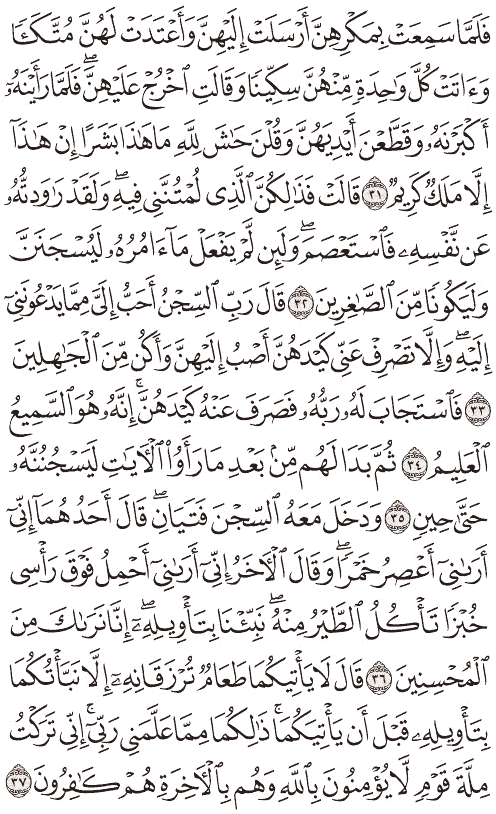 فَلَمَّا سَمِعَتْ بِمَكْرِهِنَّ أَرْسَلَتْ إِلَيْهِنَّ وَأَعْتَدَتْ لَهُنَّ مُتَّكَـًٔا
وَءَاتَتْ كُلَّ وَٰحِدَةٍ مِّنْهُنَّ سِكِّينًا وَقَالَتِ ٱخْرُجْ عَلَيْهِنَّ ۖ فَلَمَّا رَأَيْنَهُۥٓ
أَكْبَرْنَهُۥ وَقَطَّعْنَ أَيْدِيَهُنَّ وَقُلْنَ حَٰشَ لِلَّهِ مَا هَٰذَا بَشَرًا إِنْ هَٰذَآ
إِلَّا مَلَكٌ كَرِيمٌ ٣١ قَالَتْ فَذَٰلِكُنَّ ٱلَّذِى لُمْتُنَّنِى فِيهِ ۖ وَلَقَدْ رَٰوَدتُّهُۥ
عَن نَّفْسِهِۦ فَٱسْتَعْصَمَ ۖ وَلَئِن لَّمْ يَفْعَلْ مَآ ءَامُرُهُۥ لَيُسْجَنَنَّ
وَلَيَكُونًا مِّنَ ٱلصَّٰغِرِينَ ٣٢ قَالَ رَبِّ ٱلسِّجْنُ أَحَبُّ إِلَىَّ مِمَّا يَدْعُونَنِىٓ
إِلَيْهِ ۖ وَإِلَّا تَصْرِفْ عَنِّى كَيْدَهُنَّ أَصْبُ إِلَيْهِنَّ وَأَكُن مِّنَ ٱلْجَٰهِلِينَ
٣٣ فَٱسْتَجَابَ لَهُۥ رَبُّهُۥ فَصَرَفَ عَنْهُ كَيْدَهُنَّ ۚ إِنَّهُۥ هُوَ ٱلسَّمِيعُ
ٱلْعَلِيمُ ٣٤ ثُمَّ بَدَا لَهُم مِّنۢ بَعْدِ مَا رَأَوُا۟ ٱلْءَايَٰتِ لَيَسْجُنُنَّهُۥ
حَتَّىٰ حِينٍ ٣٥ وَدَخَلَ مَعَهُ ٱلسِّجْنَ فَتَيَانِ ۖ قَالَ أَحَدُهُمَآ إِنِّىٓ
أَرَىٰنِىٓ أَعْصِرُ خَمْرًا ۖ وَقَالَ ٱلْءَاخَرُ إِنِّىٓ أَرَىٰنِىٓ أَحْمِلُ فَوْقَ رَأْسِى
خُبْزًا تَأْكُلُ ٱلطَّيْرُ مِنْهُ ۖ نَبِّئْنَا بِتَأْوِيلِهِۦٓ ۖ إِنَّا نَرَىٰكَ مِنَ
ٱلْمُحْسِنِينَ ٣٦ قَالَ لَا يَأْتِيكُمَا طَعَامٌ تُرْزَقَانِهِۦٓ إِلَّا نَبَّأْتُكُمَا
بِتَأْوِيلِهِۦ قَبْلَ أَن يَأْتِيَكُمَا ۚ ذَٰلِكُمَا مِمَّا عَلَّمَنِى رَبِّىٓ ۚ إِنِّى تَرَكْتُ
مِلَّةَ قَوْمٍ لَّا يُؤْمِنُونَ بِٱللَّهِ وَهُم بِٱلْءَاخِرَةِ هُمْ كَٰفِرُونَ ٣٧